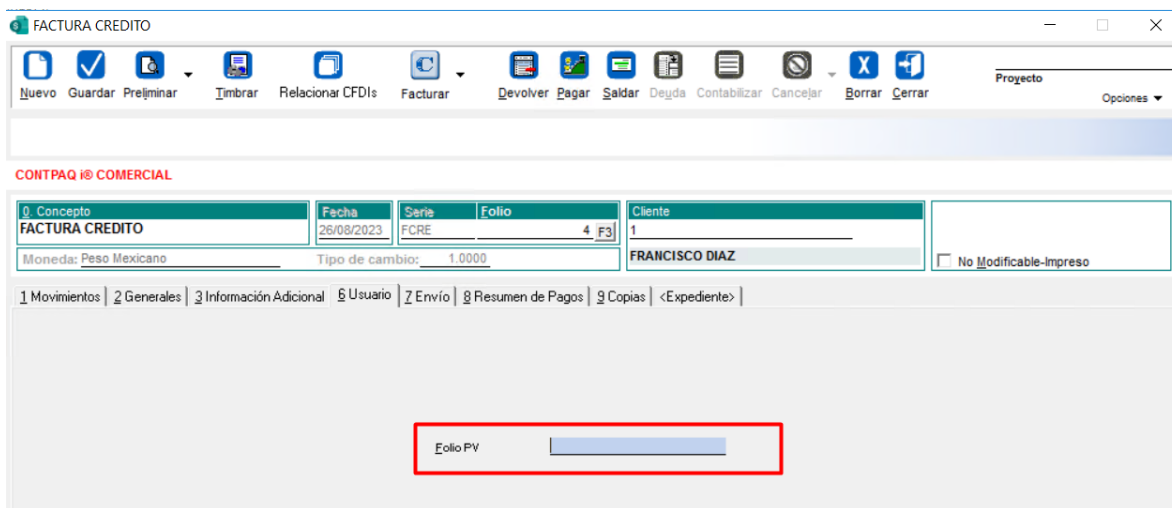 FACTURA CREDITO
Nuevo Guardar Preliminar Timbrar Relacionar CFDIs Facturar Devolver Pagar Saldar Deuda Contabilizar Cancelar Borrar Cerrar
Proyecto
Opciones
CONTPAQ i® COMERCIAL
0. Concepto Fecha Serie Folio Cliente
FACTURA CREDITO 26/08/2023 FCRE 4 F3 1
Moneda: Peso Mexicano Tipo de cambio: 1.0000 FRANCISCO DIAZ No Modificable-Impreso
1 Movimientos 2 Generales 3 Información Adicional 6 Usuario 7 Envío 8 Resumen de Pagos 9 Copias <Expediente>
Folio PV